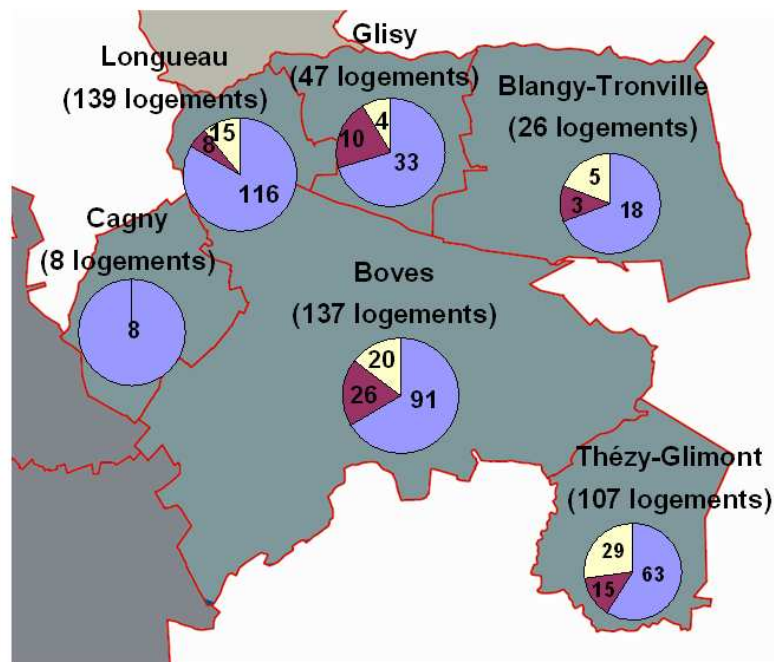 Glisy
(47 logements)
4
10
33
Longueau
(139 logements)
15
8
116
Blangy-Tronville
(26 logements)
5
3
18
Cagny
(8 logements)
8
Boves
(137 logements)
20
26
91
Thézy-Glimont
(107 logements)
29
15
63